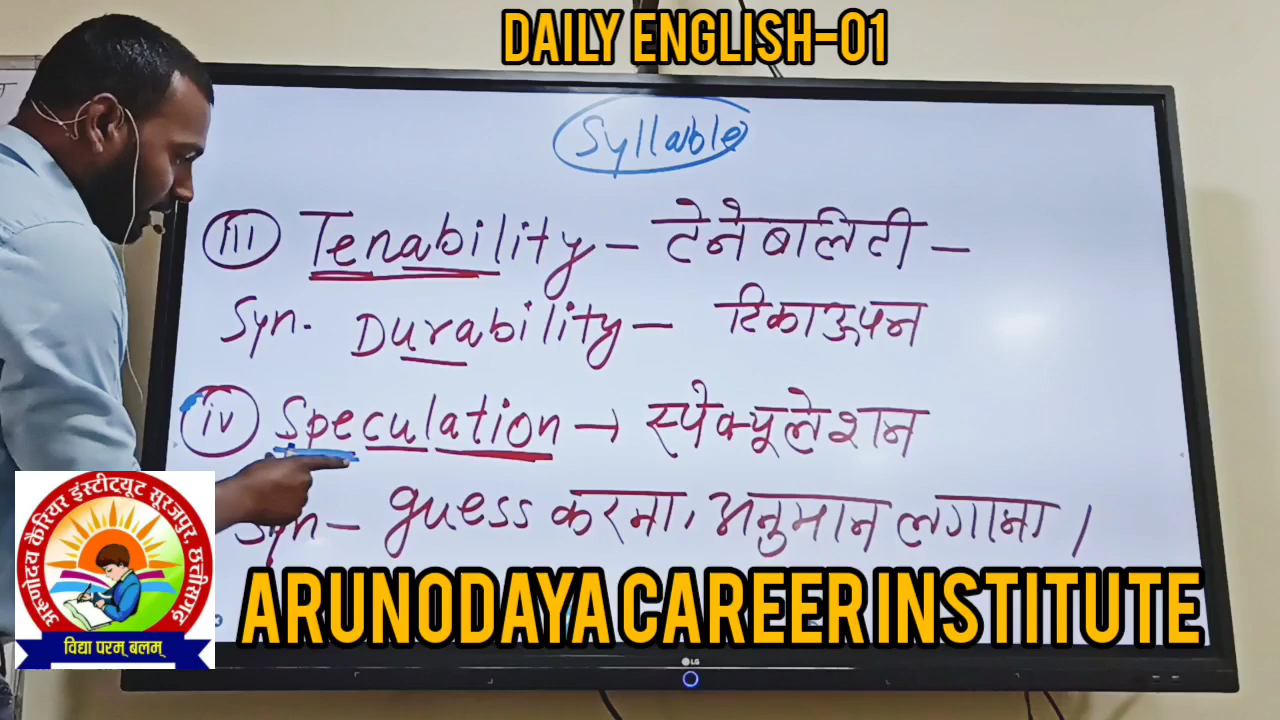 DAILY ENGLISH-01
Syllable
iii Tenability - टेनेबालिटी -
Syn. Durability - टिकाऊपन
iv Speculation → स्पेक्यूलेशन
Syn - guess करना, अनुमान लगाना ।
अरुणोदय कैरियर इंस्टीट्यूट सूरजपुर, छत्तीसगढ़
विद्या परम् बलम्
ARUNODAYA CAREER INSTITUTE
LG